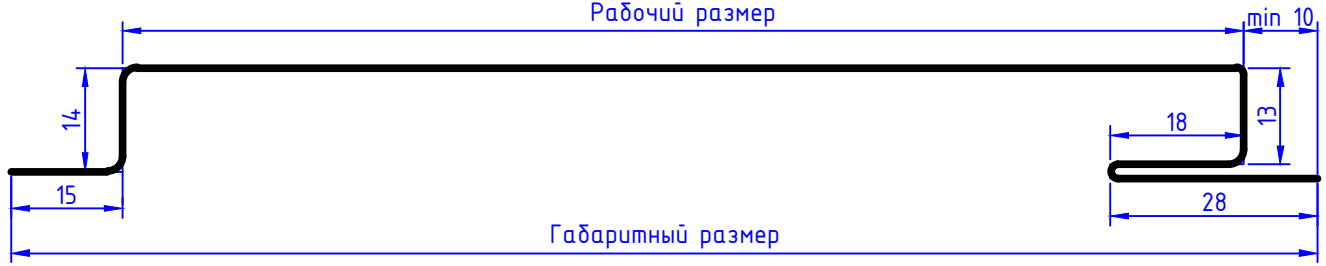 Рабочий размер
min 10
14
18
13
15
28
Габаритный размер